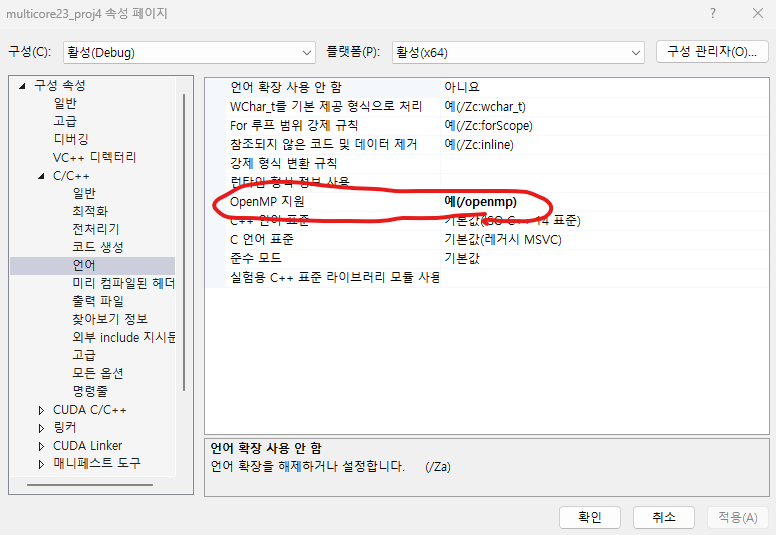 multicore23_proj4 속성 페이지
구성(C): 활성(Debug) 플랫폼(P): 활성(x64) 구성 관리자(O)...
구성 속성
일반
고급
디버깅
VC++ 디렉터리
C/C++
일반
최적화
전처리기
코드 생성
언어
미리 컴파일된 헤더
출력 파일
찾아보기 정보
외부 include 지시문
고급
모든 옵션
명령줄
CUDA C/C++
링커
CUDA Linker
매니페스트 도구
언어 확장 사용 안 함 아니요
WChar_t를 기본 제공 형식으로 처리 예(/Zc:wchar_t)
For 루프 범위 강제 규칙 예(/Zc:forScope)
참조되지 않은 코드 및 데이터 제거 예(/Zc:inline)
강제 형식 변환 규칙
런타임 형식 정보 사용
OpenMP 지원 예(/openmp)
C++ 언어 표준 기본값(ISO C++14 표준)
C 언어 표준 기본값(레거시 MSVC)
준수 모드 기본값
실험용 C++ 표준 라이브러리 모듈 사용
언어 확장 사용 안 함
언어 확장을 해제하거나 설정합니다. (/Za)
확인 취소 적용(A)